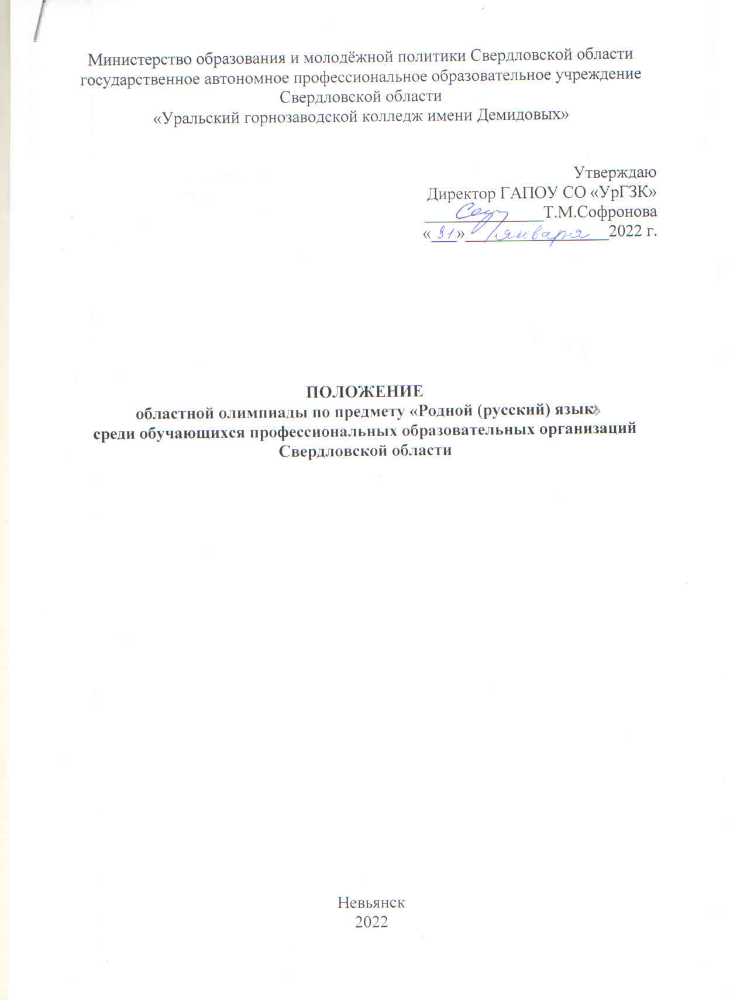 Министерство образования и молодёжной политики Свердловской области
государственное автономное профессиональное образовательное учреждение
Свердловской области
«Уральский горнозаводской колледж имени Демидовых»
Утверждаю
Директор ГАПОУ СО «УрГЗК»
Т.М.Софронова
«31» января 2022 г.
ПОЛОЖЕНИЕ
областной олимпиады по предмету «Родной (русский) язык»
среди обучающихся профессиональных образовательных организаций
Свердловской области
Невьянск
2022